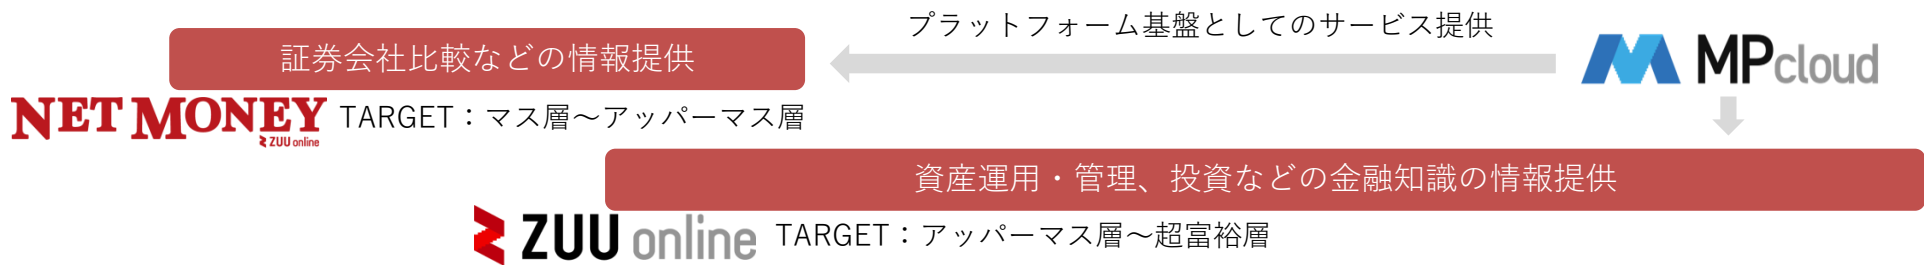 プラットフォーム基盤としてのサービス提供
証券会社比較などの情報提供
MPcloud
NET MONEY
ZUU online
TARGET：マス層～アッパーマス層
資産運用・管理、投資などの金融知識の情報提供
ZUU online
TARGET：アッパーマス層～超富裕層